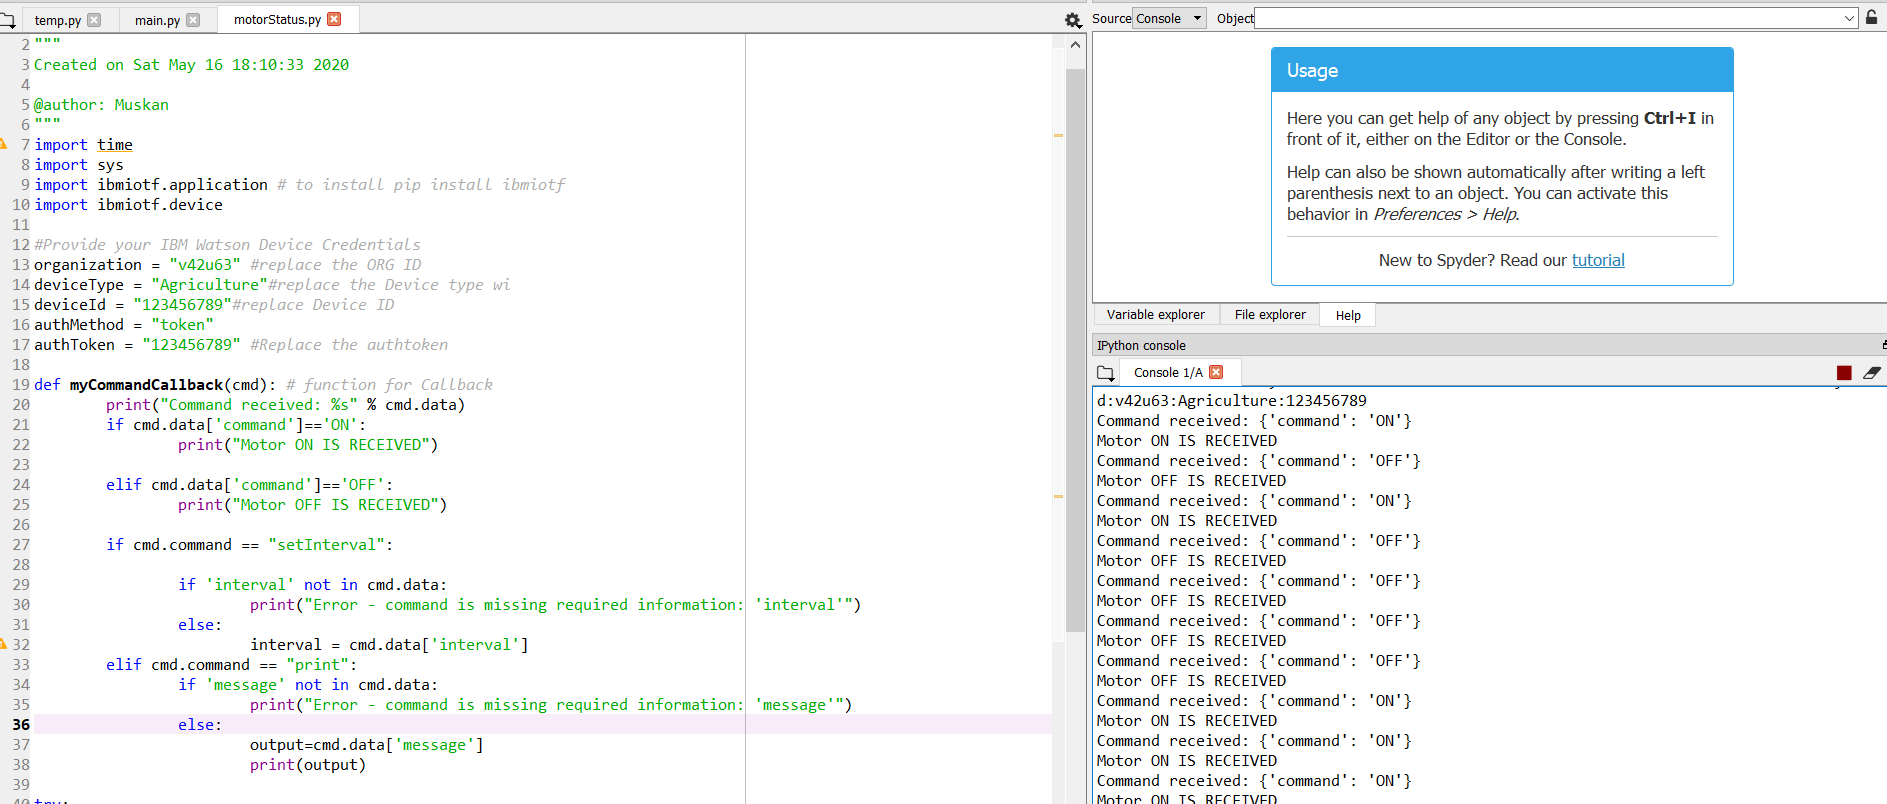 temp.py
main.py
motorStatus.py
2 """
3 Created on Sat May 16 18:10:33 2020
4
5 @author: Muskan
6 """
7 import time
8 import sys
9 import ibmiotf.application # to install pip install ibmiotf
10 import ibmiotf.device
11
12 #Provide your IBM Watson Device Credentials
13 organization = "v42u63" #replace the ORG ID
14 deviceType = "Agriculture"#replace the Device type wi
15 deviceId = "123456789"#replace Device ID
16 authMethod = "token"
17 authToken = "123456789" #Replace the authtoken
18
19 def myCommandCallback(cmd): # function for Callback
20 print("Command received: %s" % cmd.data)
21 if cmd.data['command']=='ON':
22 print("Motor ON IS RECEIVED")
23
24 elif cmd.data['command']=='OFF':
25 print("Motor OFF IS RECEIVED")
26
27 if cmd.command == "setInterval":
28
29 if 'interval' not in cmd.data:
30 print("Error - command is missing required information: 'interval'")
31 else:
32 interval = cmd.data['interval']
33 elif cmd.command == "print":
34 if 'message' not in cmd.data:
35 print("Error - command is missing required information: 'message'")
36 else:
37 output=cmd.data['message']
38 print(output)
39
40 try:
Source Console Object
Usage
Here you can get help of any object by pressing Ctrl+I in
front of it, either on the Editor or the Console.
Help can also be shown automatically after writing a left
parenthesis next to an object. You can activate this
behavior in Preferences > Help.
New to Spyder? Read our tutorial
Variable explorer File explorer Help
IPython console
Console 1/A
d:v42u63:Agriculture:123456789
Command received: {'command': 'ON'}
Motor ON IS RECEIVED
Command received: {'command': 'OFF'}
Motor OFF IS RECEIVED
Command received: {'command': 'ON'}
Motor ON IS RECEIVED
Command received: {'command': 'OFF'}
Motor OFF IS RECEIVED
Command received: {'command': 'OFF'}
Motor OFF IS RECEIVED
Command received: {'command': 'OFF'}
Motor OFF IS RECEIVED
Command received: {'command': 'OFF'}
Motor OFF IS RECEIVED
Command received: {'command': 'ON'}
Motor ON IS RECEIVED
Command received: {'command': 'ON'}
Motor ON IS RECEIVED
Command received: {'command': 'ON'}
Motor ON IS RECEIVED